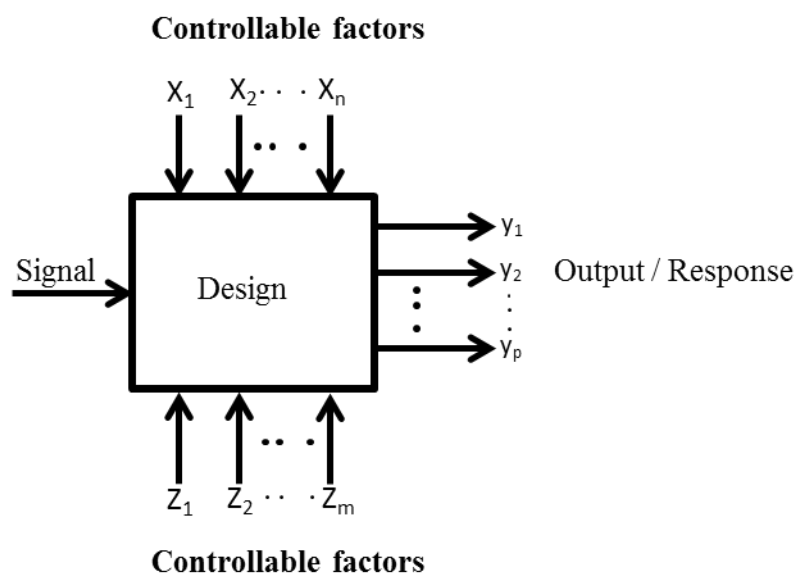 Controllable factors
X1 X2 · · · Xn
Signal
Design
y1
y2
yp
Output / Response
Z1 Z2 · · · Zm
Controllable factors